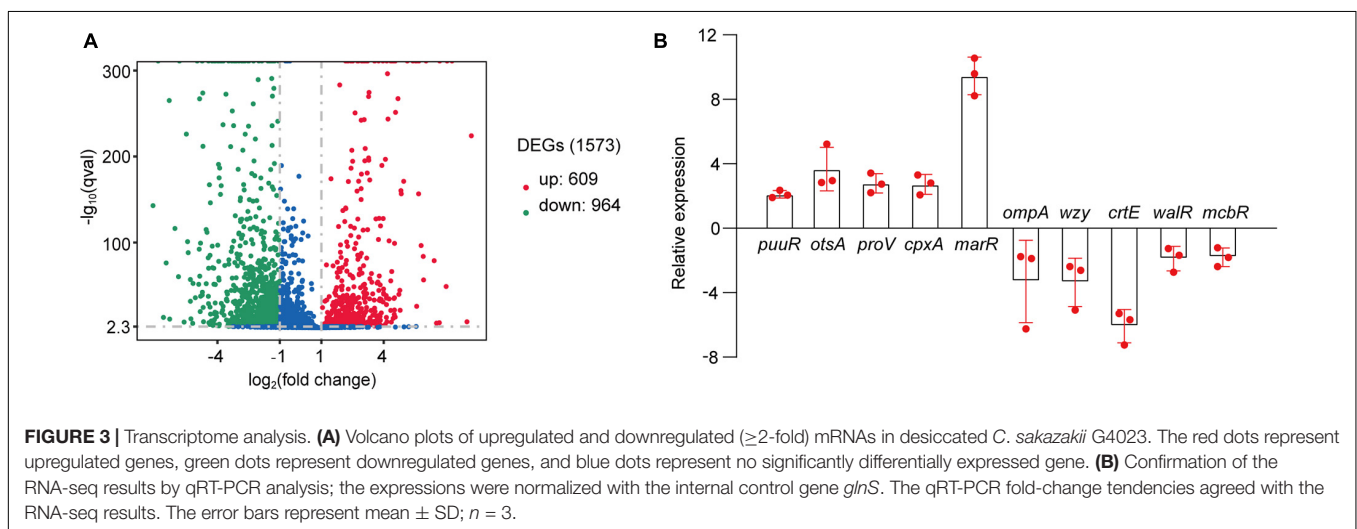 A
300
200
100
2.3
-lg10(qval)
-4 -1 1 4
log2(fold change)
DEGs (1573)
up: 609
down: 964
B
12
8
4
0
-4
-8
Relative expression
ompA wzy crtE walR mcbR
puuR otsA proV cpxA marR
FIGURE 3 | Transcriptome analysis. (A) Volcano plots of upregulated and downregulated (≥2-fold) mRNAs in desiccated C. sakazakii G4023. The red dots represent
upregulated genes, green dots represent downregulated genes, and blue dots represent no significantly differentially expressed gene. (B) Confirmation of the
RNA-seq results by qRT-PCR analysis; the expressions were normalized with the internal control gene glnS. The qRT-PCR fold-change tendencies agreed with the
RNA-seq results. The error bars represent mean ± SD; n = 3.